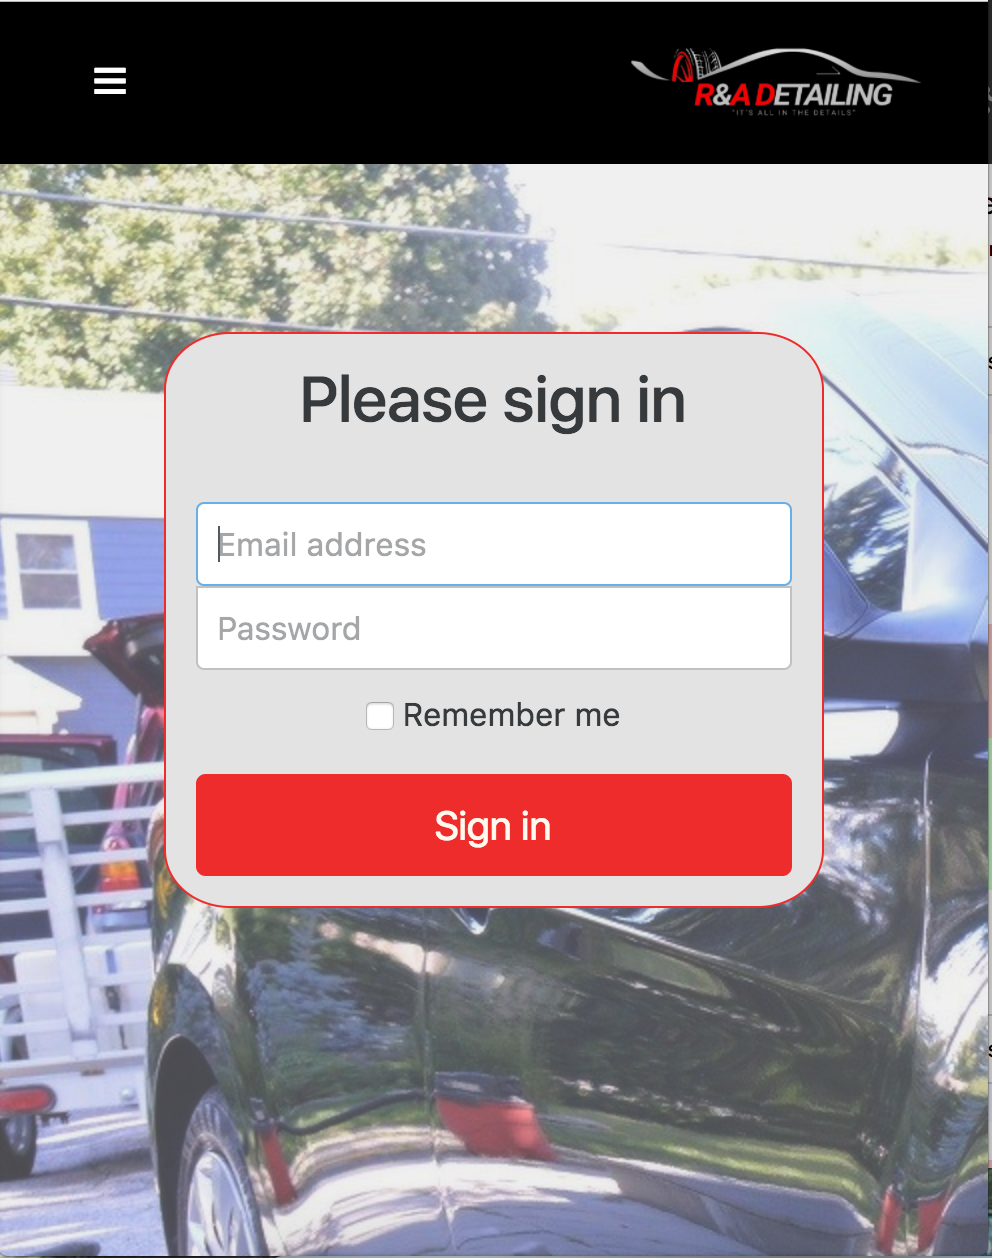 R&A DETAILING
"IT'S ALL IN THE DETAILS"
Please sign in
Email address
Password
Remember me
Sign in